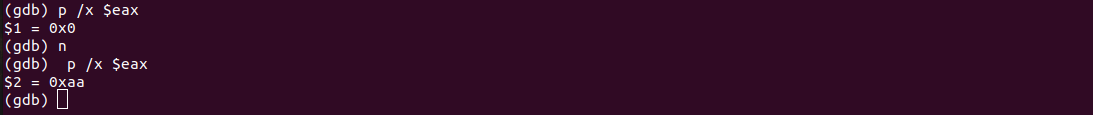 (gdb) p /x $eax
$1 = 0x0
(gdb) n
(gdb)  p /x $eax
$2 = 0xaa
(gdb)